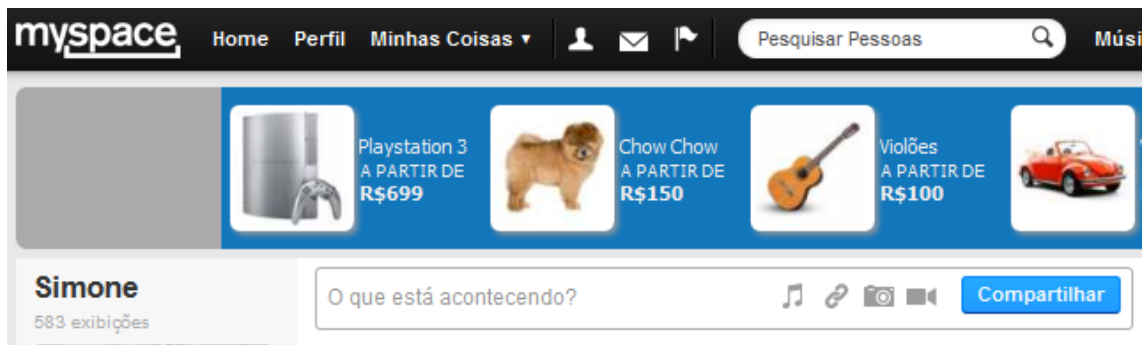 myspace Home Perfil Minhas Coisas ▾ Pesquisar Pessoas Músi
Playstation 3
A PARTIR DE
R$699
Chow Chow
A PARTIR DE
R$150
Violões
A PARTIR DE
R$100
Simone
583 exibições
O que está acontecendo? Compartilhar